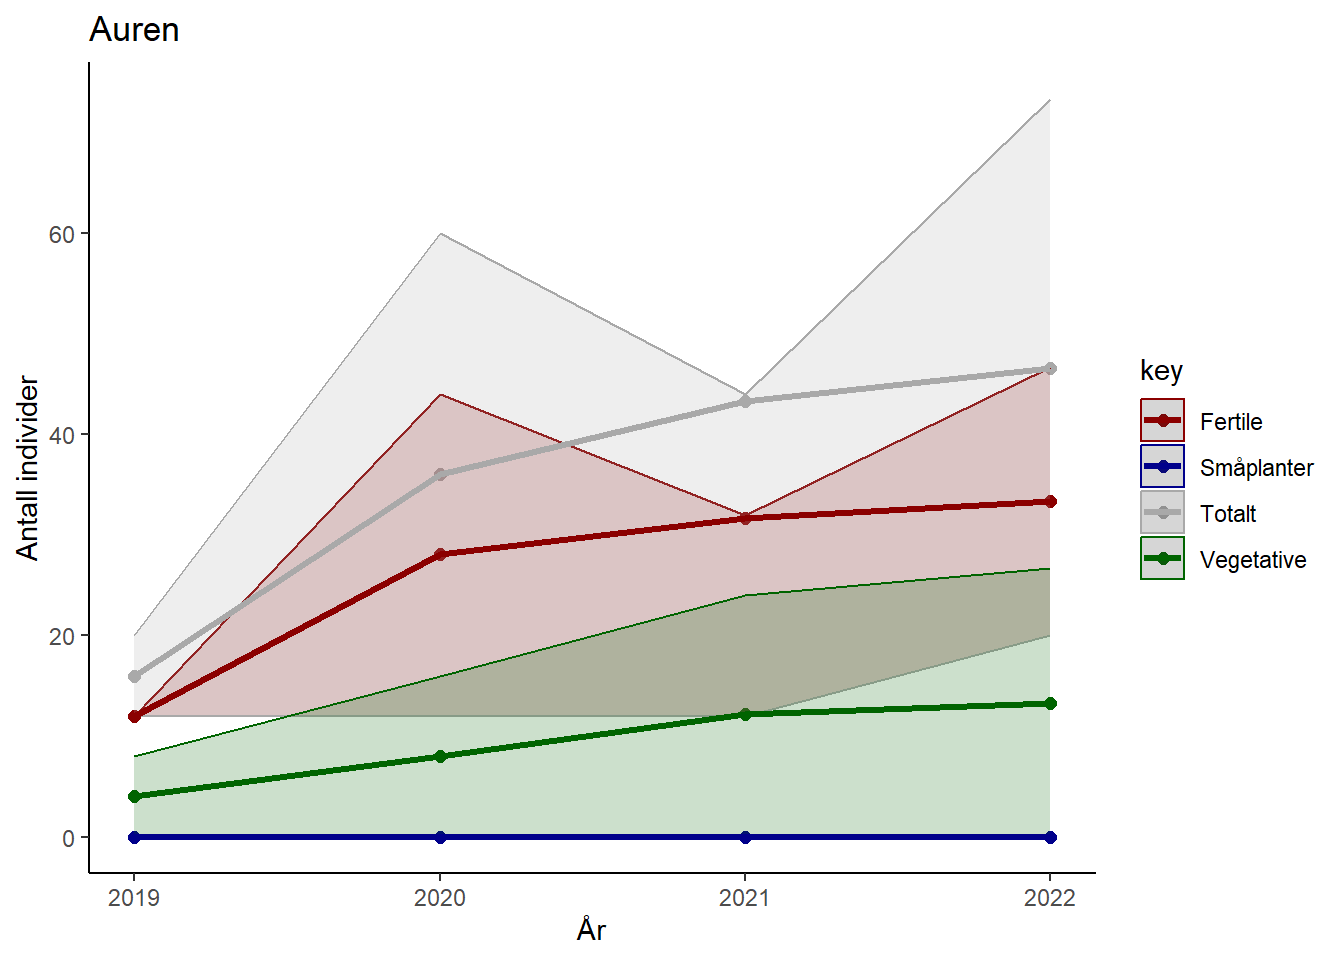 Auren
Antall individer
60
40
20
0
2019
2020
2021
2022
År
key
Fertile
Småplanter
Totalt
Vegetative